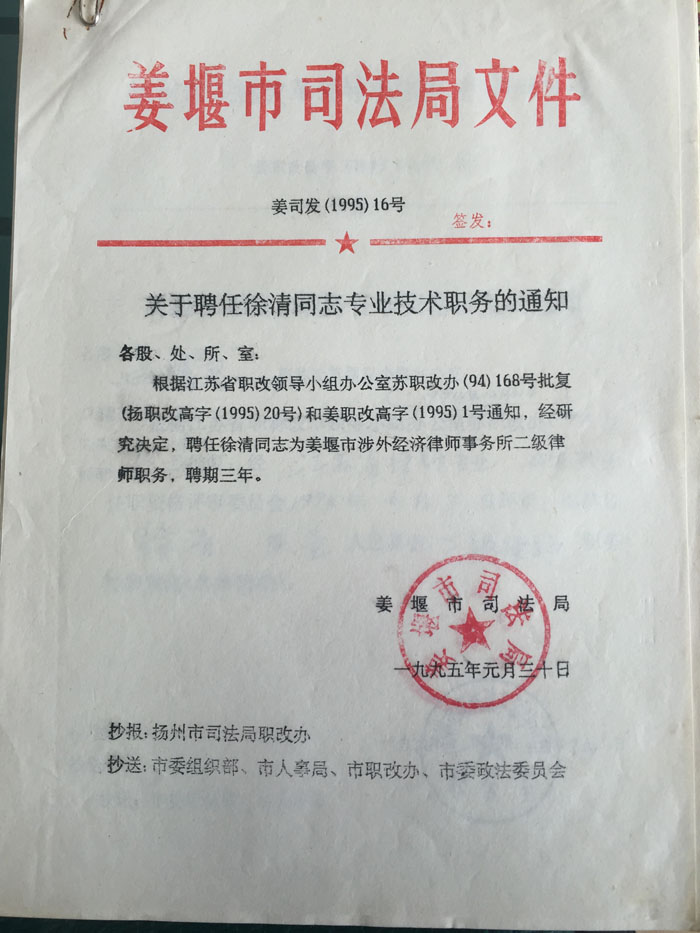 姜堰市司法局文件
姜司发(1995)16号
签发：
关于聘任徐清同志专业技术职务的通知
各股、处、所、室：
根据江苏省职改领导小组办公室苏职改办(94)168号批复
(扬职改高字(1995)20号)和姜职改高字(1995)1号通知，经研
究决定，聘任徐清同志为姜堰市涉外经济律师事务所二级律
师职务，聘期三年。
姜堰市司法局
姜堰市司法局
一九九五年元月三十日
抄报：扬州市司法局职改办
抄送：市委组织部、市人事局、市职改办、市委政法委员会